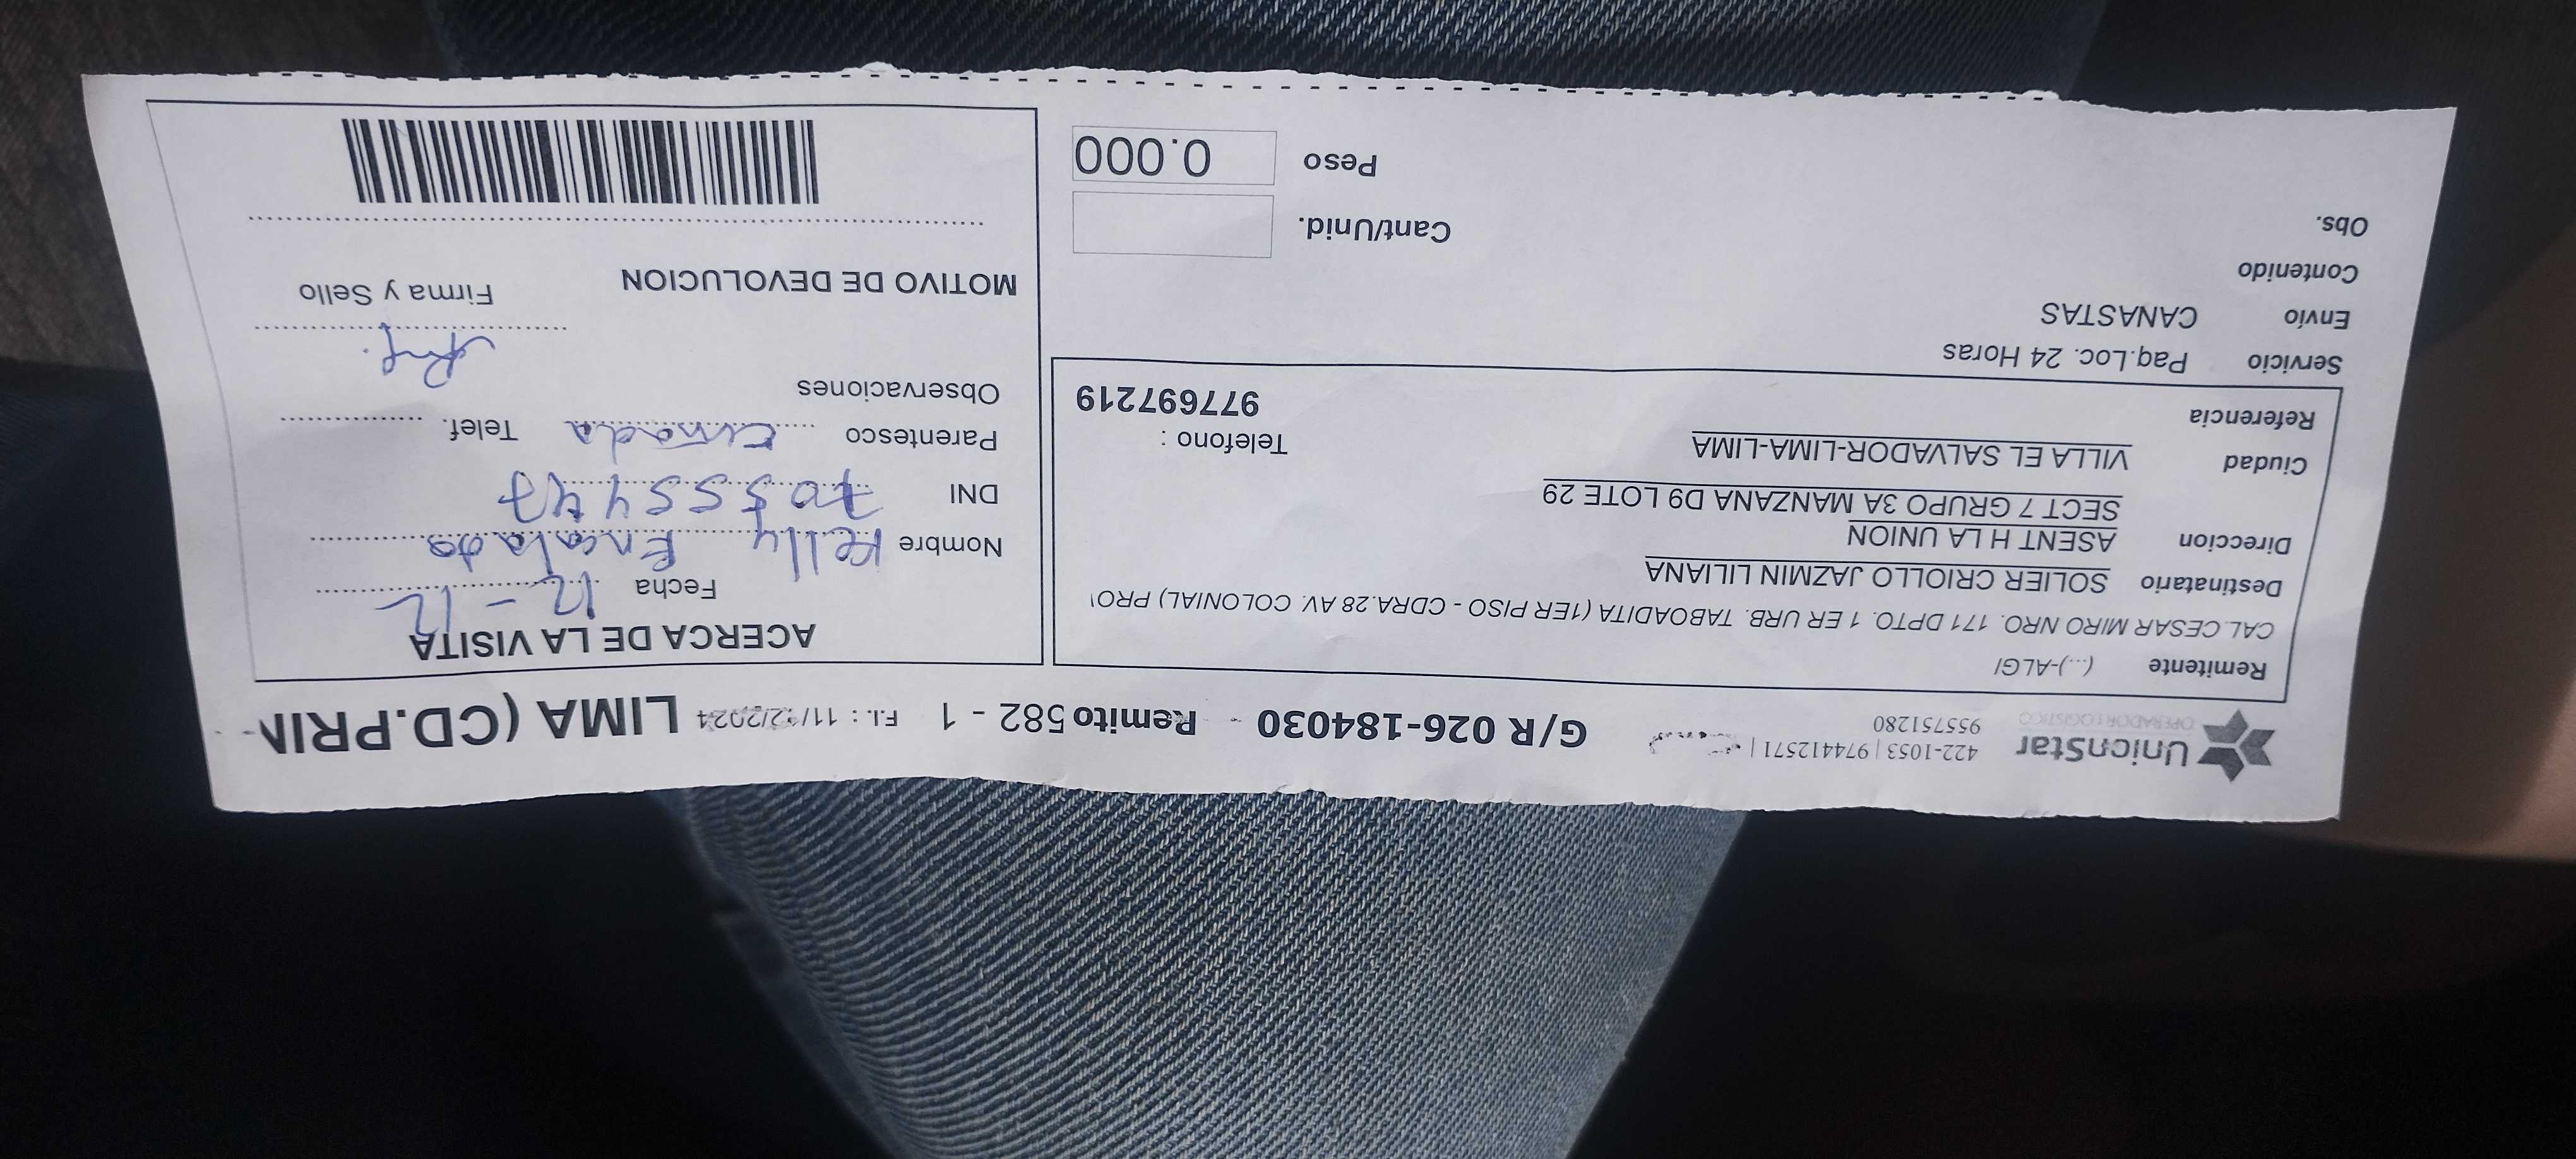 UnionStar
OPERADOR LOGISTICO
422-1053 | 974412571 |
955751280
G/R 026-184030 - Remito 582 - 1 F.I.: 11/12/2024 LIMA (CD.PRIN
Remitente (...)-ALGI
CAL.CESAR MIRO NRO. 171 DPTO. 1 ER URB. TABOADITA (1ER PISO - CDRA.28 AV. COLONIAL) PRO
Destinatario SOLIER CRIOLLO JAZMIN LILIANA
Direccion ASENT H LA UNION
SECT 7 GRUPO 3A MANZANA D9 LOTE 29
Ciudad VILLA EL SALVADOR-LIMA-LIMA
Telefono :
977697219
Referencia
Servicio Paq.Loc. 24 Horas
Envío CANASTAS
Contenido
Obs.
Cant/Unid.
Peso 0.000
ACERCA DE LA VISITA
Fecha 12 - 12
Nombre Kelly Encalada
DNI
Parentesco Telef.
Observaciones
Firma y Sello
MOTIVO DE DEVOLUCION